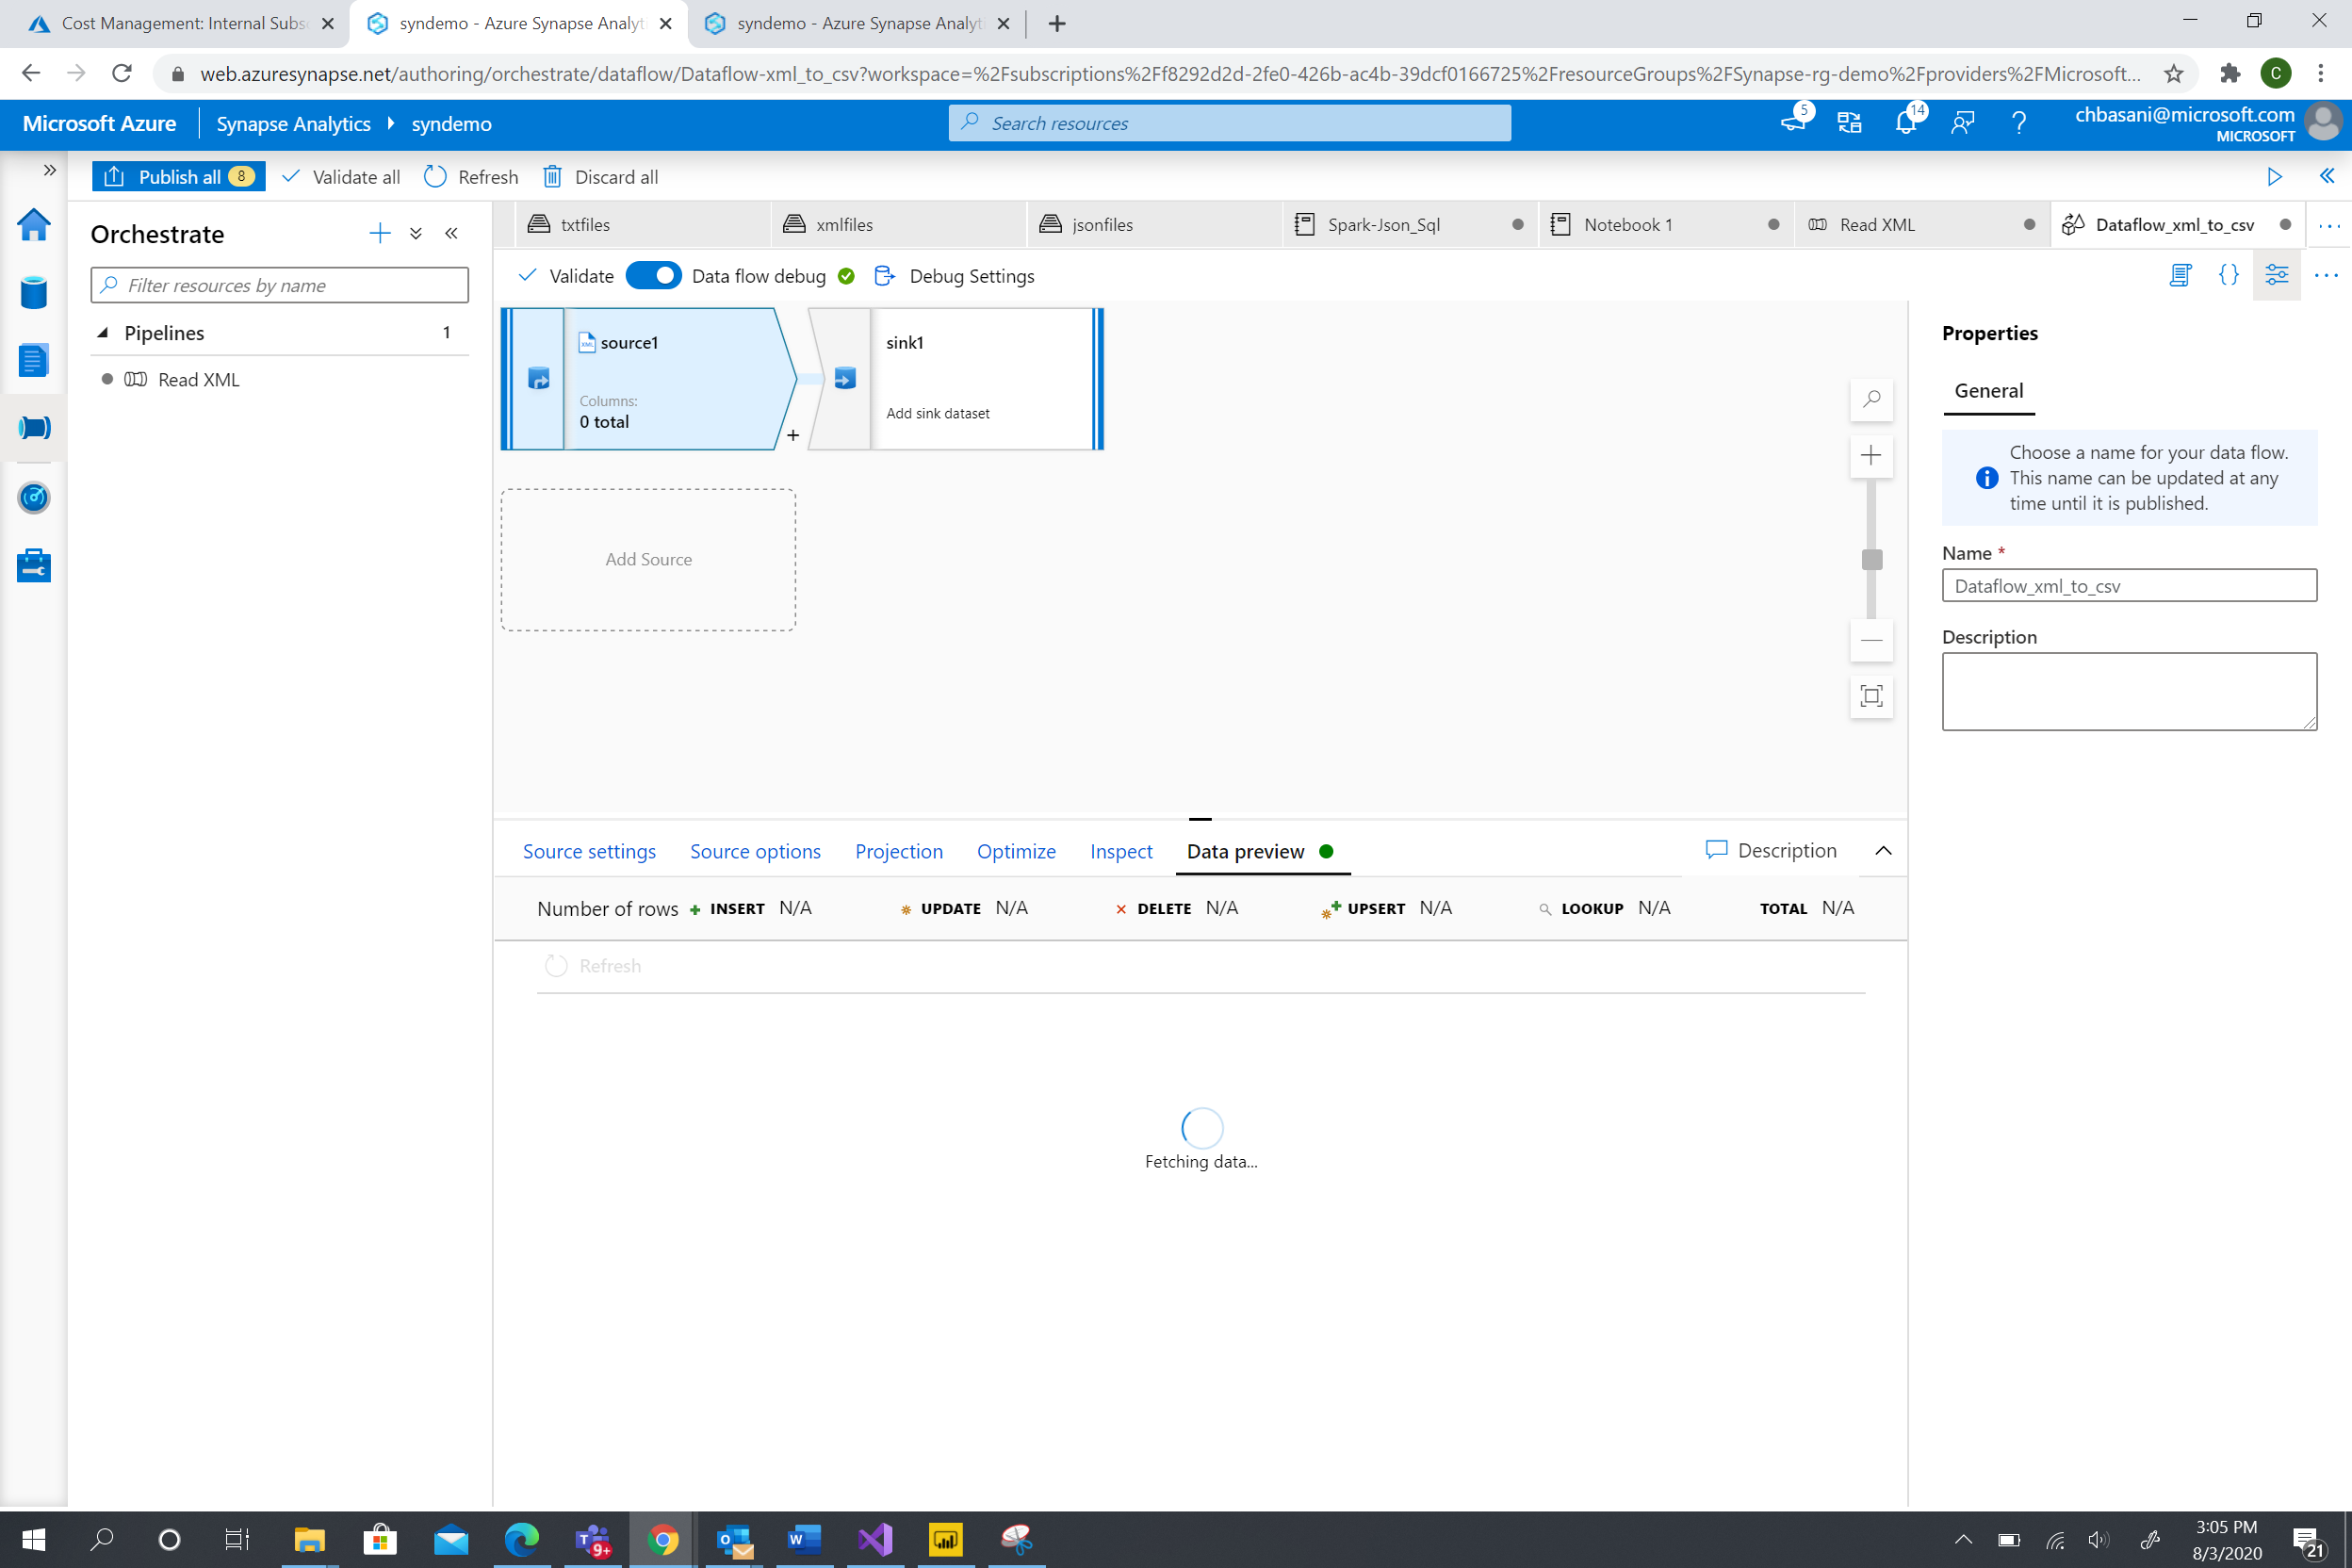 Cost Management: Internal Subs
syndemo - Azure Synapse Analyt
syndemo - Azure Synapse Analyt
web.azuresynapse.net/authoring/orchestrate/dataflow/Dataflow-xml_to_csv?workspace=%2Fsubscriptions%2Ff8292d2d-2fe0-426b-ac4b-39dcf0166725%2FresourceGroups%2FSynapse-rg-demo%2Fproviders%2FMicrosoft...
C
Microsoft Azure
Synapse Analytics
syndemo
Search resources
5
14
chbasani@microsoft.com
MICROSOFT
Publish all 8
Validate all
Refresh
Discard all
Orchestrate
Filter resources by name
Pipelines 1
Read XML
txtfiles
xmlfiles
jsonfiles
Spark-Json_Sql
Notebook 1
Read XML
Dataflow_xml_to_csv
Validate
Data flow debug
Debug Settings
source1
Columns:
0 total
sink1
Add sink dataset
Add Source
Properties
General
Choose a name for your data flow.
This name can be updated at any
time until it is published.
Name *
Dataflow_xml_to_csv
Description
Source settings
Source options
Projection
Optimize
Inspect
Data preview
Description
Number of rows
INSERT N/A
UPDATE N/A
DELETE N/A
UPSERT N/A
LOOKUP N/A
TOTAL N/A
Refresh
Fetching data...
9+
3:05 PM
8/3/2020
21